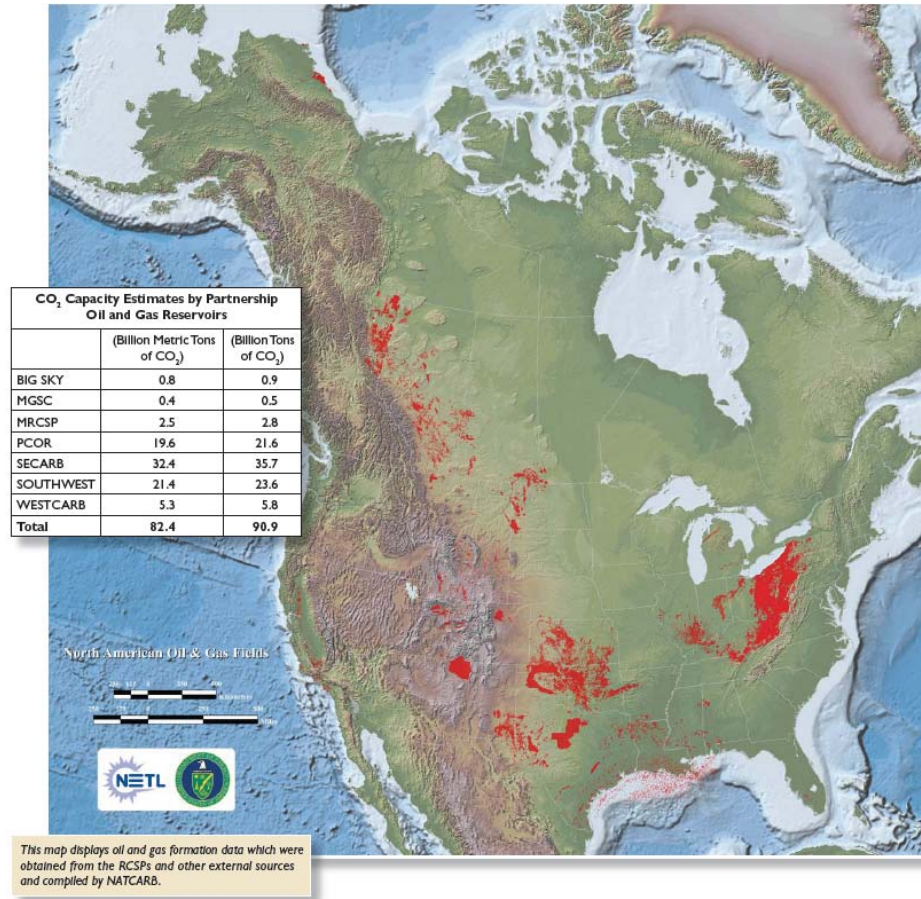 CO2 Capacity Estimates by Partnership
Oil and Gas Reservoirs
(Billion Metric Tons of CO2) (Billion Tons of CO2)
BIG SKY 0.8 0.9
MGSC 0.4 0.5
MRCSP 2.5 2.8
PCOR 19.6 21.6
SECARB 32.4 35.7
SOUTHWEST 21.4 23.6
WESTCARB 5.3 5.8
Total 82.4 90.9
North American Oil & Gas Fields
NETL
This map displays oil and gas formation data which were
obtained from the RCSPs and other external sources
and compiled by NATCARB.